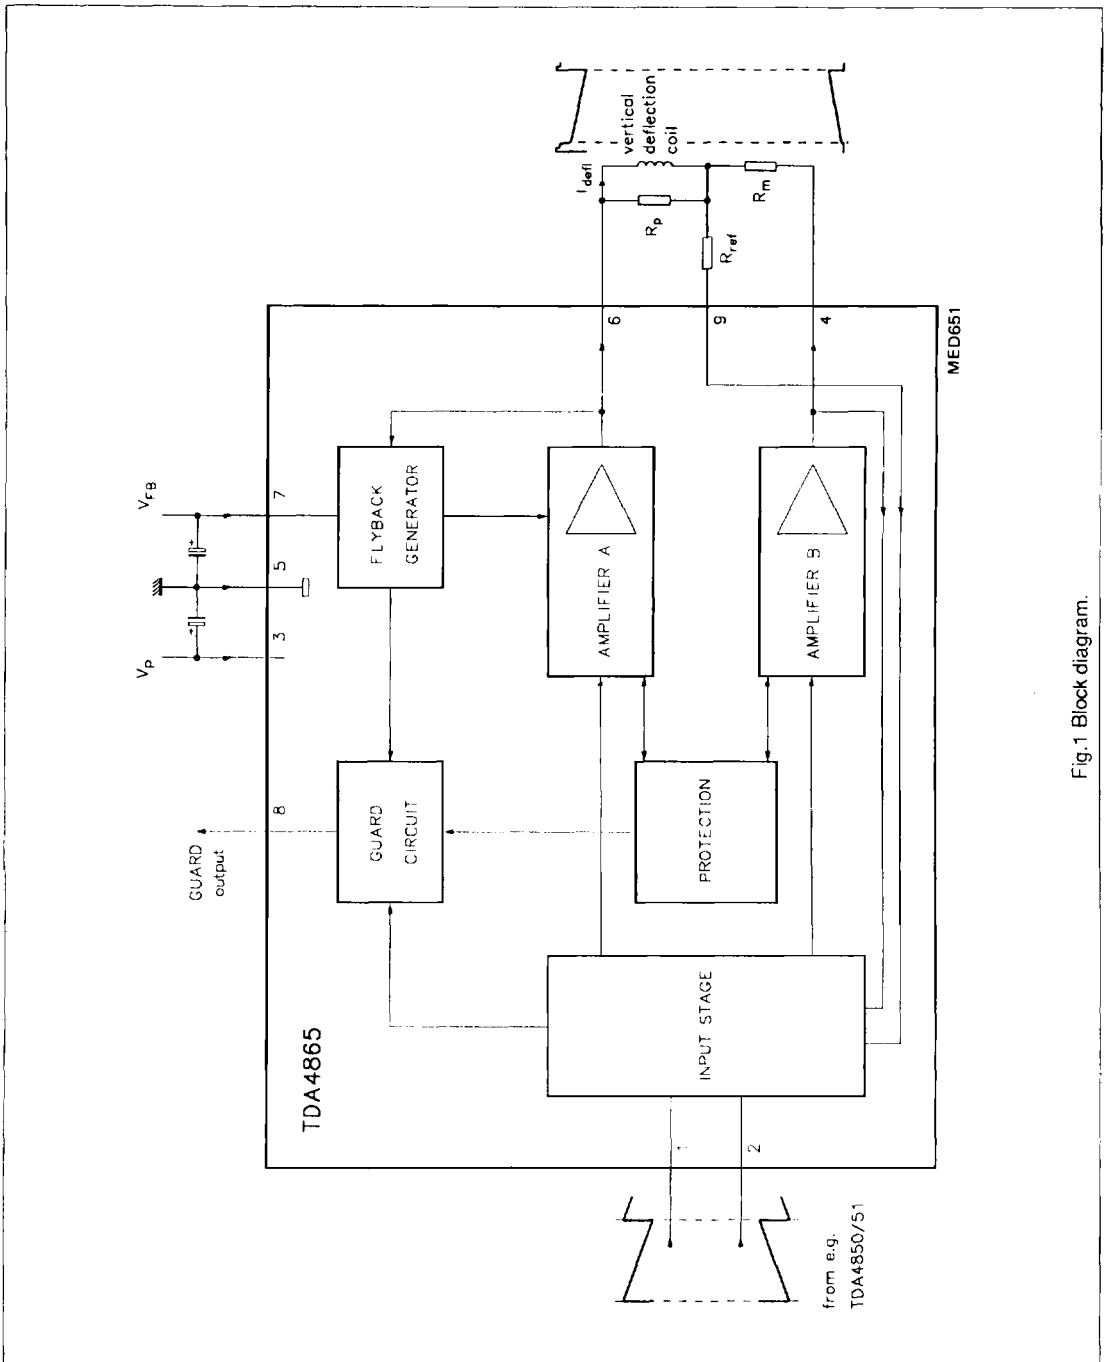 V_P
V_FB
3
5
7
GUARD
output
8
TDA4865
GUARD
CIRCUIT
FLYBACK
GENERATOR
AMPLIFIER A
6
I_defl
vertical
deflection
coil
R_p
R_ref
R_m
9
4
PROTECTION
INPUT STAGE
AMPLIFIER B
1
2
from e.g.
TDA4850/51
MED651
Fig.1 Block diagram.